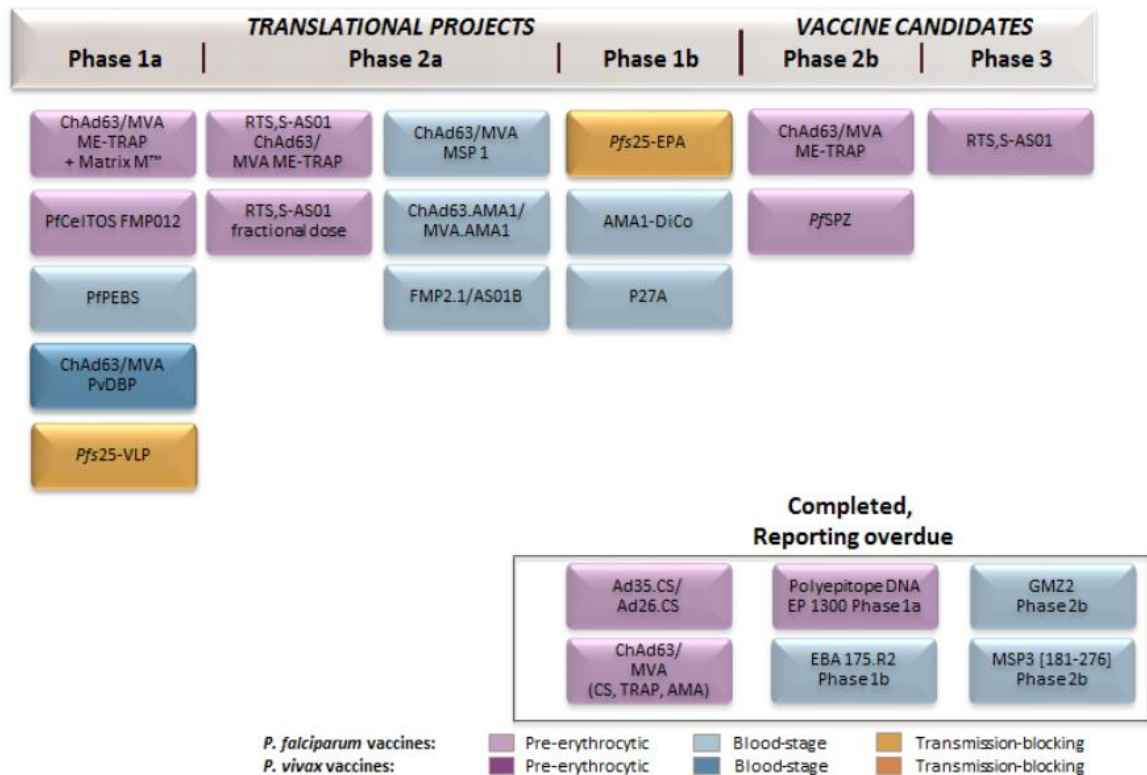 TRANSLATIONAL PROJECTS
VACCINE CANDIDATES
Phase 1a
Phase 2a
Phase 1b
Phase 2b
Phase 3
ChAd63/MVA
ME-TRAP
+ Matrix M™
PfCelTOS FMP012
PfPEBS
ChAd63/MVA
PvDBP
Pfs25-VLP
RTS,S-AS01
ChAd63/
MVA ME-TRAP
RTS,S-AS01
fractional dose
ChAd63/MVA
MSP 1
ChAd63.AMA1/
MVA.AMA1
FMP2.1/AS01B
Pfs25-EPA
AMA1-DiCo
P27A
ChAd63/MVA
ME-TRAP
PfSPZ
RTS,S-AS01
Completed,
Reporting overdue
Ad35.CS/
Ad26.CS
Polyepitope DNA
EP 1300 Phase 1a
GMZ2
Phase 2b
ChAd63/
MVA
(CS, TRAP, AMA)
EBA 175.R2
Phase 1b
MSP3 [181-276]
Phase 2b
P. falciparum vaccines: Pre-erythrocytic Blood-stage Transmission-blocking
P. vivax vaccines: Pre-erythrocytic Blood-stage Transmission-blocking